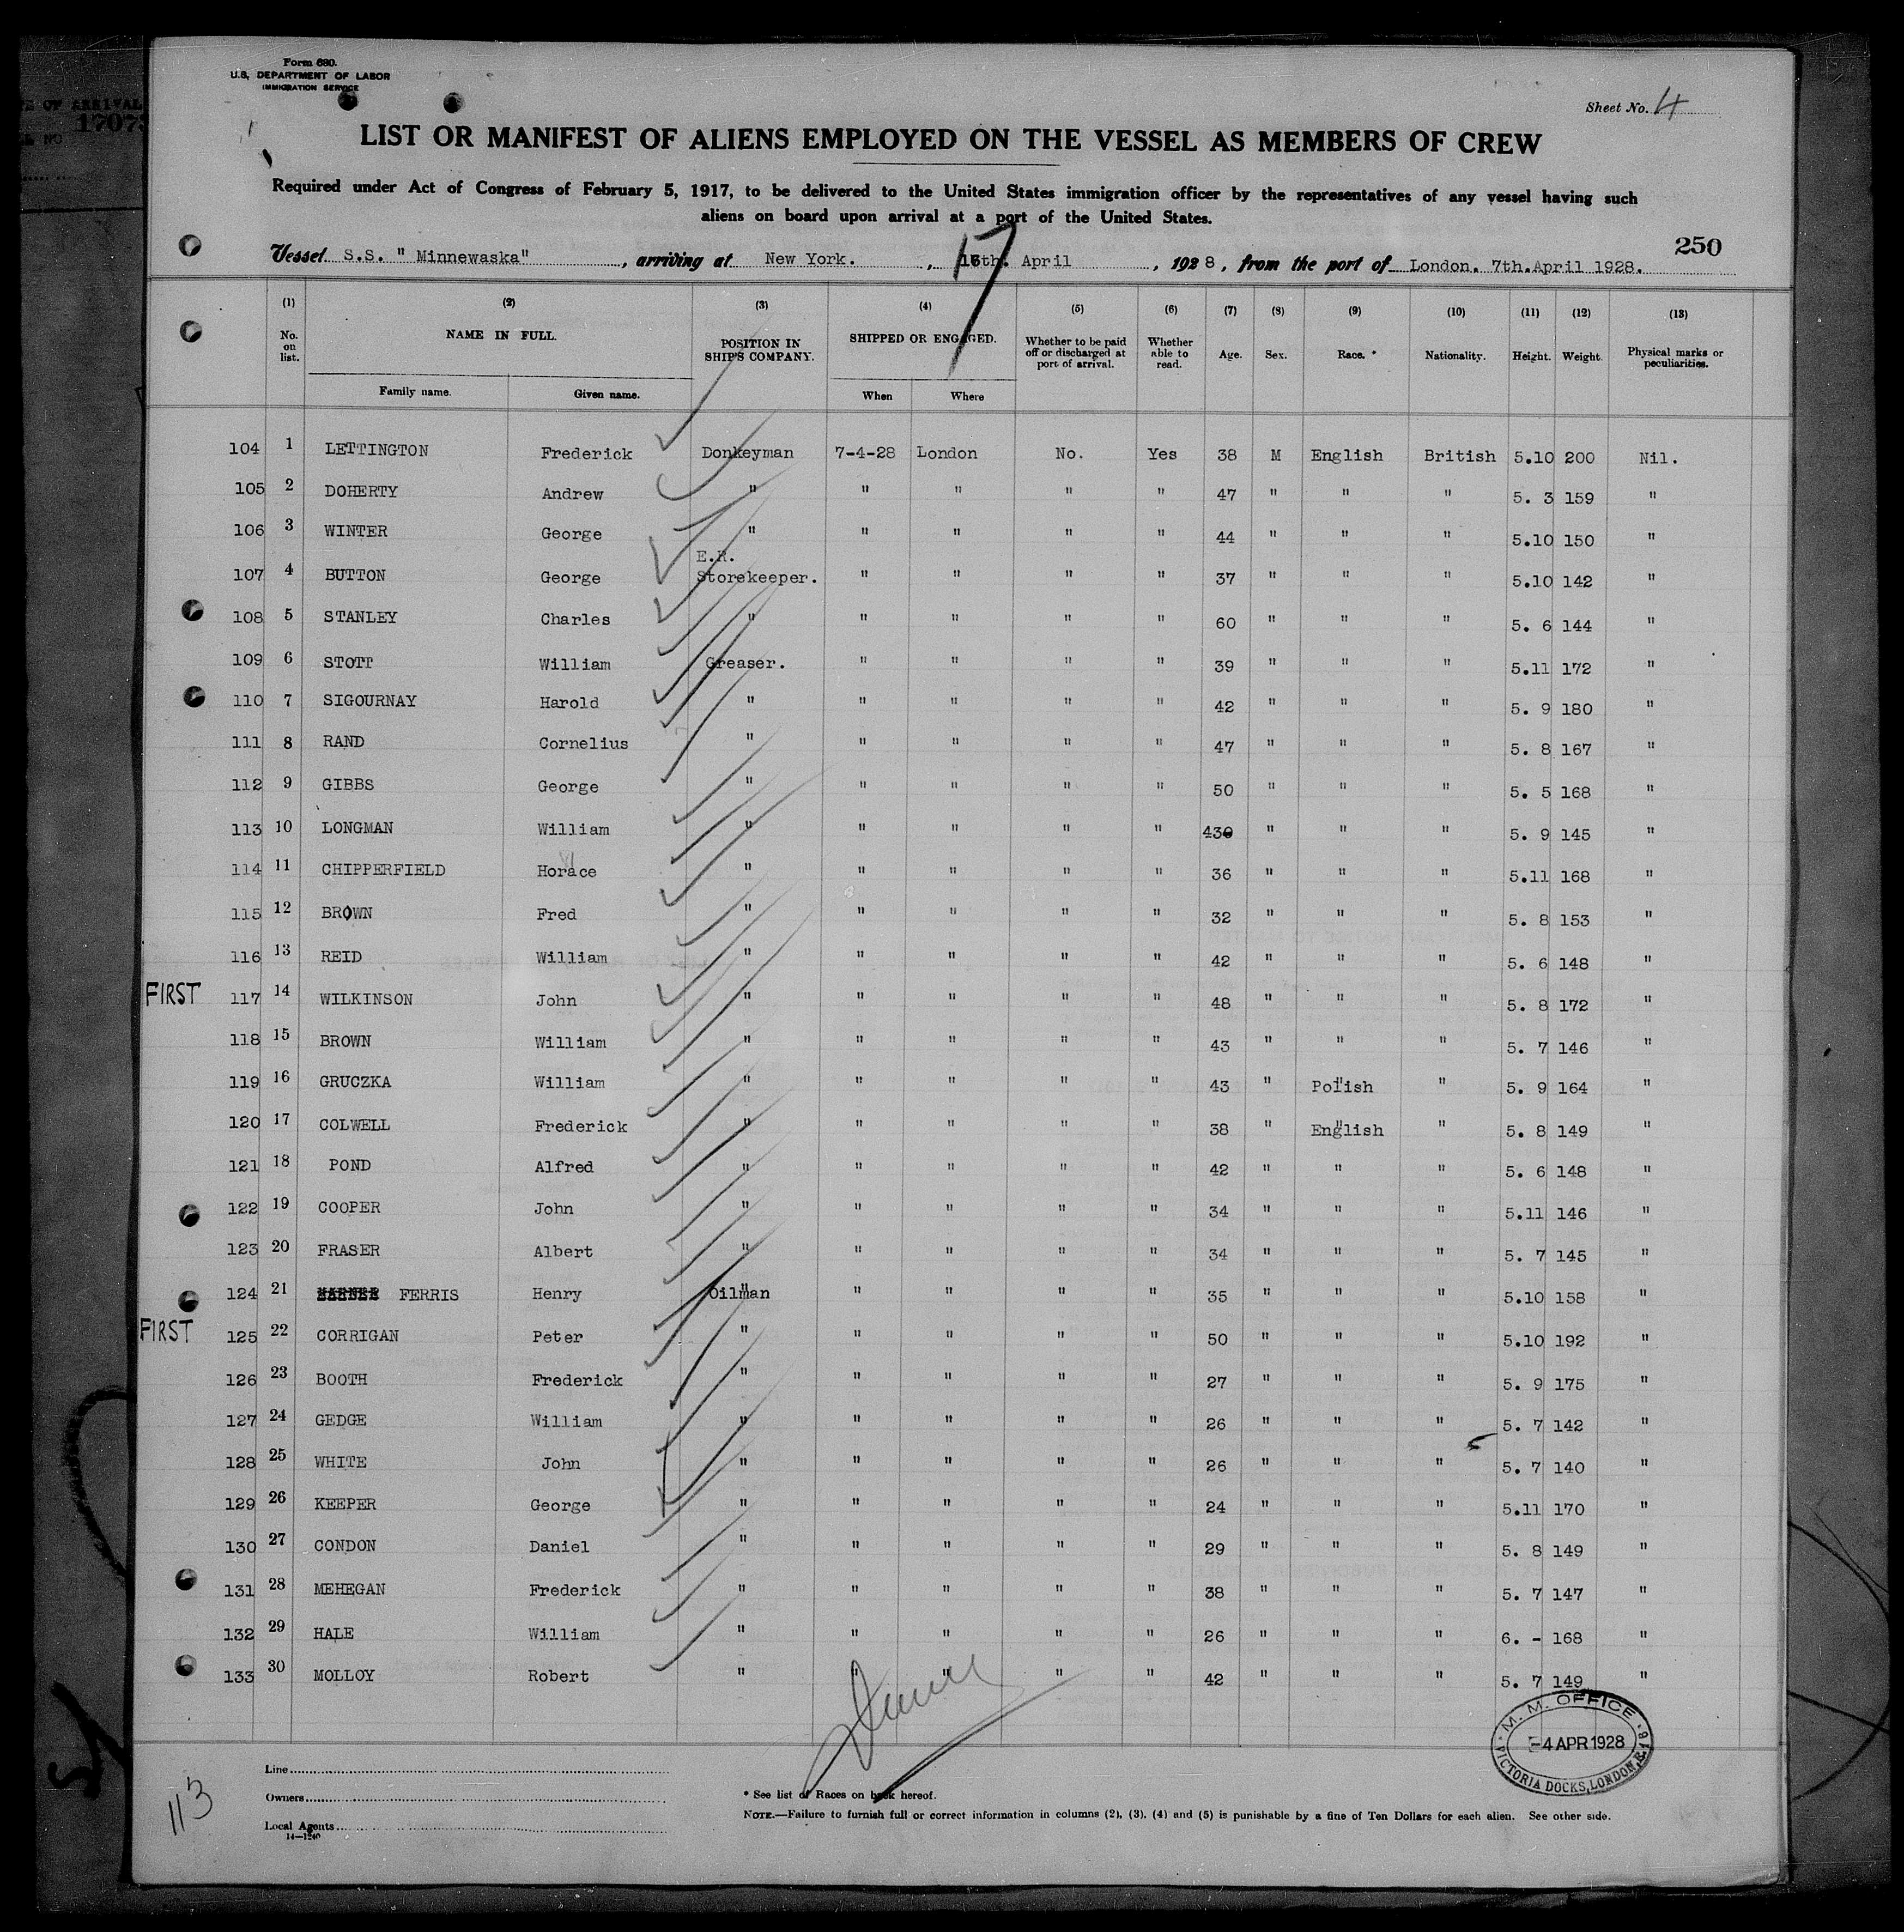 Form 680.
U.S. DEPARTMENT OF LABOR
IMMIGRATION SERVICE
Sheet No. 4
LIST OR MANIFEST OF ALIENS EMPLOYED ON THE VESSEL AS MEMBERS OF CREW
Required under Act of Congress of February 5, 1917, to be delivered to the United States immigration officer by the representatives of any vessel having such
aliens on board upon arrival at a port of the United States.
250
Vessel S.S. " Minnewaska" , arriving at New York. , 17 16th. April , 1928, from the port of London. 7th.April 1928.
(1) (2) (3) (4) (5) (6) (7) (8) (9) (10) (11) (12) (13)
No. on list. NAME IN FULL. POSITION IN SHIP'S COMPANY. SHIPPED OR ENGAGED. Whether to be paid off or discharged at port of arrival. Whether able to read. Age. Sex. Race. * Nationality. Height. Weight. Physical marks or peculiarities.
Family name. Given name. When Where
104 1 LETTINGTON Frederick Donkeyman 7-4-28 London No. Yes 38 M English British 5.10 200 Nil.
105 2 DOHERTY Andrew " " " " " 47 " " " 5. 3 159 "
106 3 WINTER George " " " " " 44 " " " 5.10 150 "
107 4 BUTTON George E.R. Storekeeper. " " " " 37 " " " 5.10 142 "
108 5 STANLEY Charles " " " " " 60 " " " 5. 6 144 "
109 6 STOTT William Greaser. " " " " 39 " " " 5.11 172 "
110 7 SIGOURNAY Harold " " " " " 42 " " " 5. 9 180 "
111 8 RAND Cornelius " " " " " 47 " " " 5. 8 167 "
112 9 GIBBS George " " " " " 50 " " " 5. 5 168 "
113 10 LONGMAN William " " " " " 430 " " " 5. 9 145 "
114 11 CHIPPERFIELD Horace " " " " " 36 " " " 5.11 168 "
115 12 BROWN Fred " " " " " 32 " " " 5. 8 153 "
116 13 REID William " " " " " 42 " " " 5. 6 148 "
FIRST 117 14 WILKINSON John " " " " " 48 " " " 5. 8 172 "
118 15 BROWN William " " " " " 43 " " " 5. 7 146 "
119 16 GRUCZKA William " " " " " 43 " Polish " 5. 9 164 "
120 17 COLWELL Frederick " " " " " 38 " English " 5. 8 149 "
121 18 POND Alfred " " " " " 42 " " " 5. 6 148 "
122 19 COOPER John " " " " " 34 " " " 5.11 146 "
123 20 FRASER Albert " " " " " 34 " " " 5. 7 145 "
124 21 FERRIS Henry Oilman " " " " 35 " " " 5.10 158 "
FIRST 125 22 CORRIGAN Peter " " " " " 50 " " " 5.10 192 "
126 23 BOOTH Frederick " " " " " 27 " " " 5. 9 175 "
127 24 GEDGE William " " " " " 26 " " " 5. 7 142 "
128 25 WHITE John " " " " " 26 " " " 5. 7 140 "
129 26 KEEPER George " " " " " 24 " " " 5.11 170 "
130 27 CONDON Daniel " " " " " 29 " " " 5. 8 149 "
131 28 MEHEGAN Frederick " " " " " 38 " " " 5. 7 147 "
132 29 HALE William " " " " " 26 " " " 6. - 168 "
133 30 MOLLOY Robert " " " " " 42 " " " 5. 7 149 "
M. M. OFFICE
4 APR 1928
VICTORIA DOCKS, LONDON, E.
Line
Owners
Local Agents
14—1240
113
* See list of Races on back hereof.
NOTE.—Failure to furnish full or correct information in columns (2), (3), (4) and (5) is punishable by a fine of Ten Dollars for each alien. See other side.